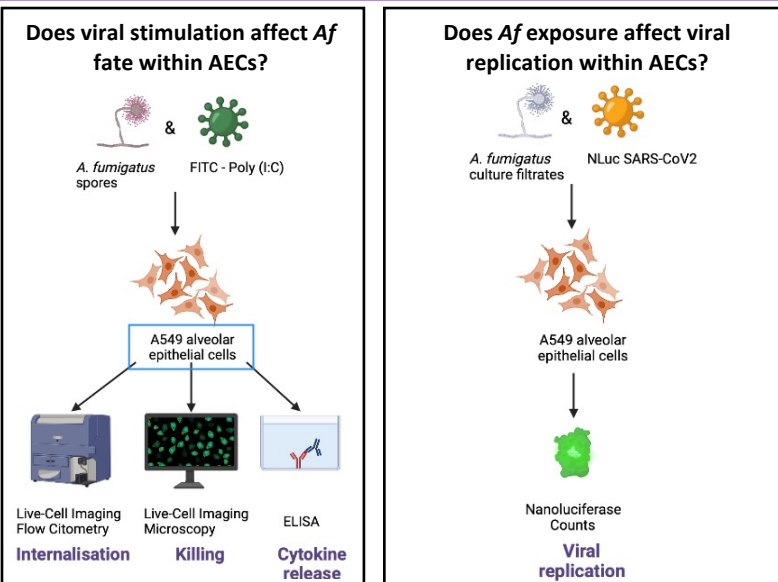 Does viral stimulation affect Af
fate within AECs?
&
A. fumigatus
spores
FITC - Poly (I:C)
A549 alveolar
epithelial cells
Live-Cell Imaging
Flow Citometry
Internalisation
Live-Cell Imaging
Microscopy
Killing
ELISA
Cytokine
release
Does Af exposure affect viral
replication within AECs?
&
A. fumigatus
culture filtrates
NLuc SARS-CoV2
A549 alveolar
epithelial cells
Nanoluciferase
Counts
Viral
replication